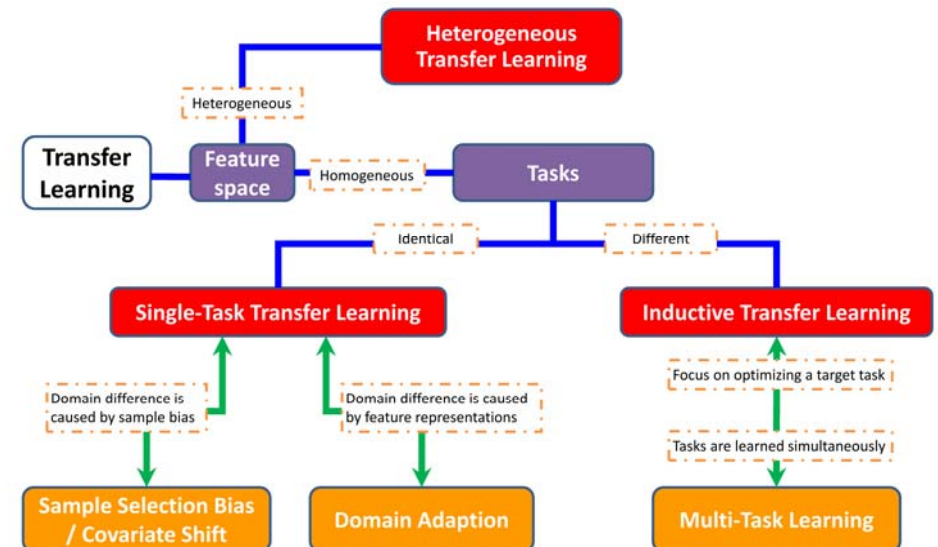 Heterogeneous
Transfer Learning
Heterogeneous
Transfer
Learning
Feature
space
Homogeneous
Tasks
Identical
Different
Single-Task Transfer Learning
Inductive Transfer Learning
Domain difference is
caused by sample bias
Domain difference is caused
by feature representations
Focus on optimizing a target task
Tasks are learned simultaneously
Sample Selection Bias
/ Covariate Shift
Domain Adaption
Multi-Task Learning